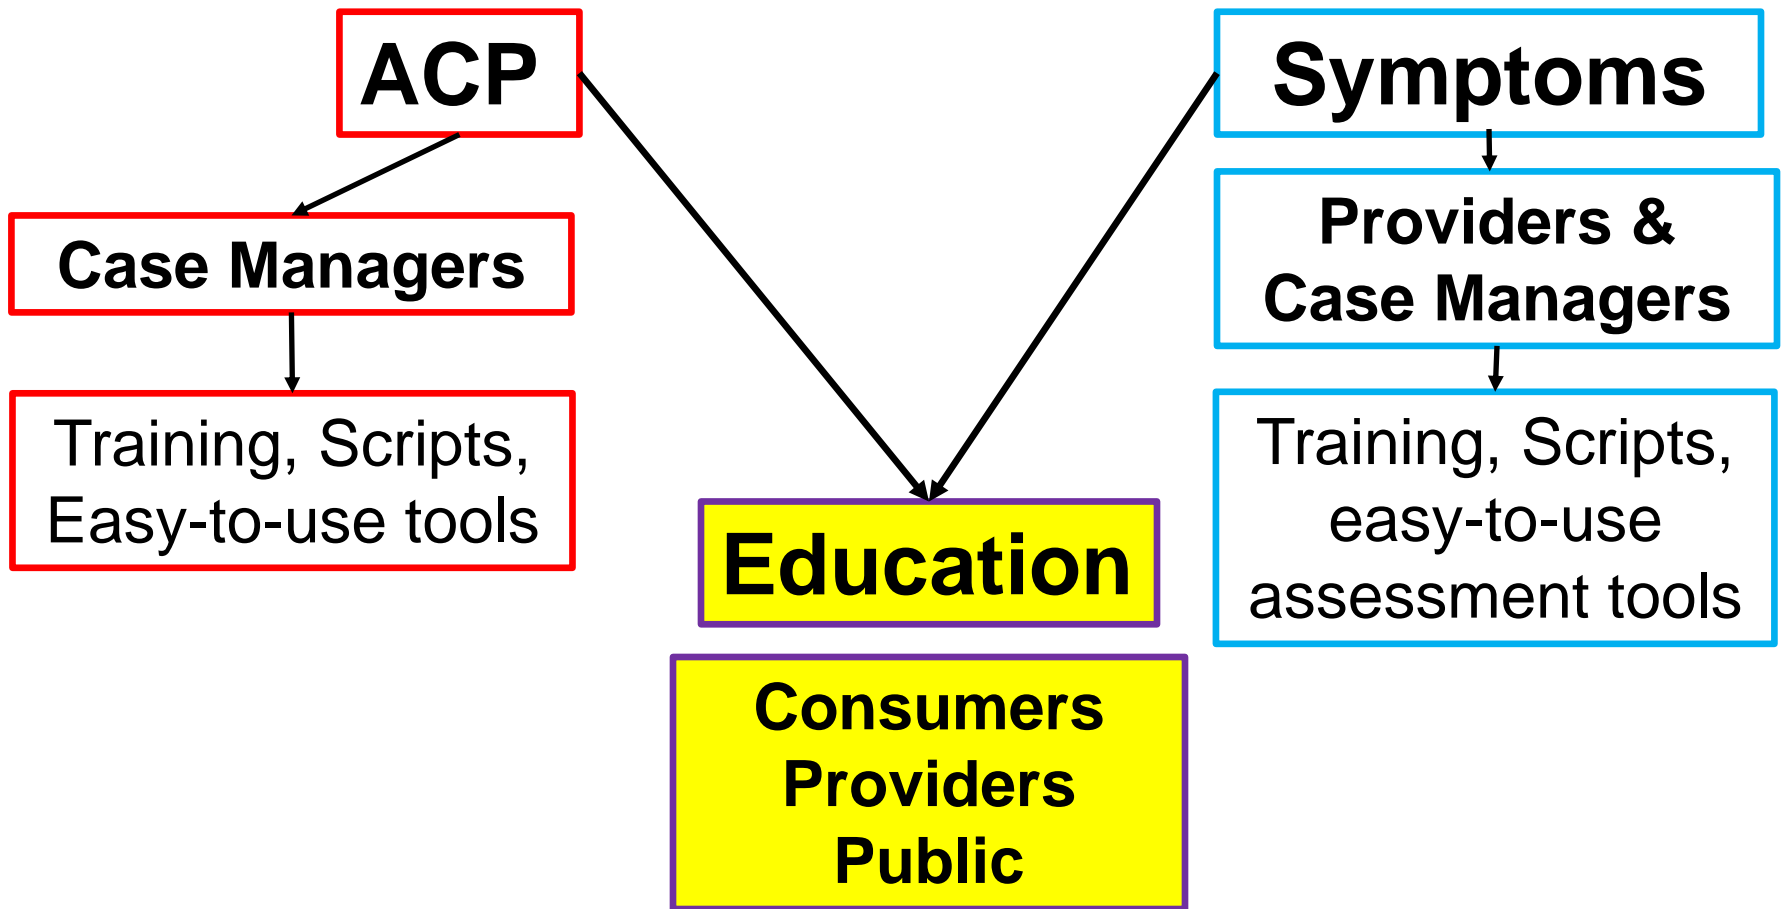 ACP
Case Managers
Training, Scripts,
Easy-to-use tools
Symptoms
Providers &
Case Managers
Training, Scripts,
easy-to-use
assessment tools
Education
Consumers
Providers
Public